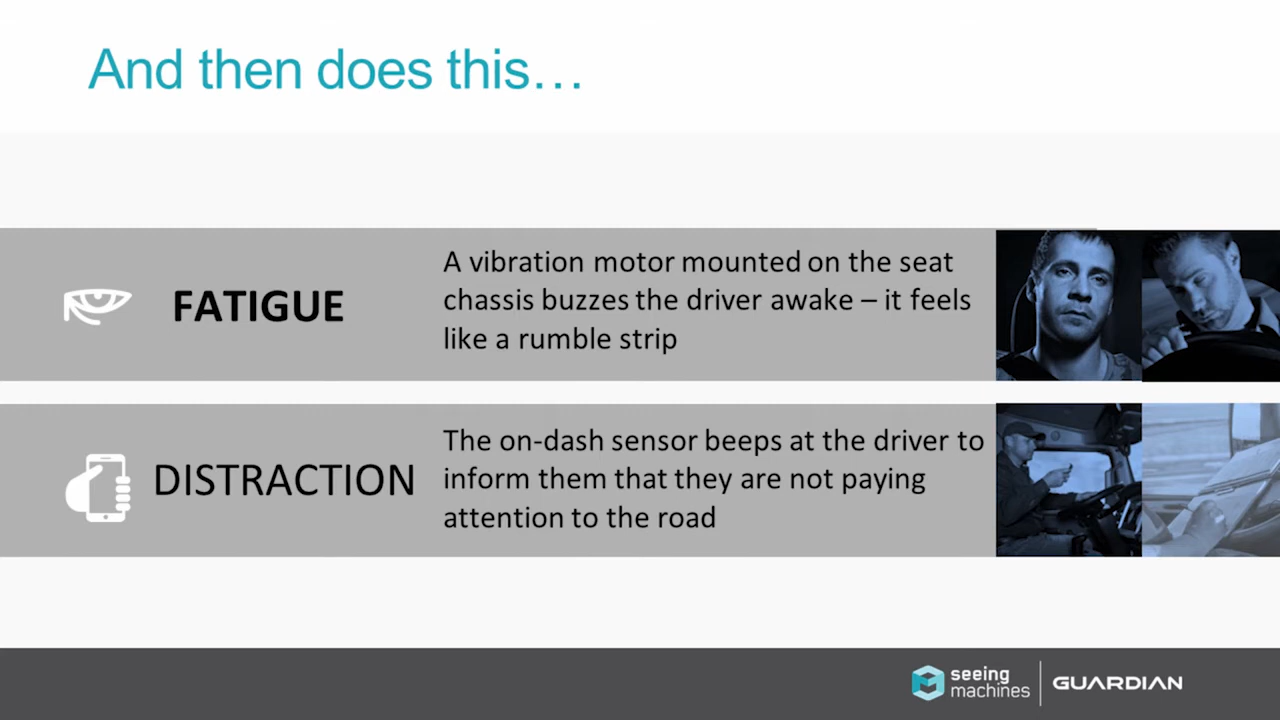 And then does this…
FATIGUE
A vibration motor mounted on the seat
chassis buzzes the driver awake – it feels
like a rumble strip
DISTRACTION
The on-dash sensor beeps at the driver to
inform them that they are not paying
attention to the road
seeing
machines
GUARDIAN